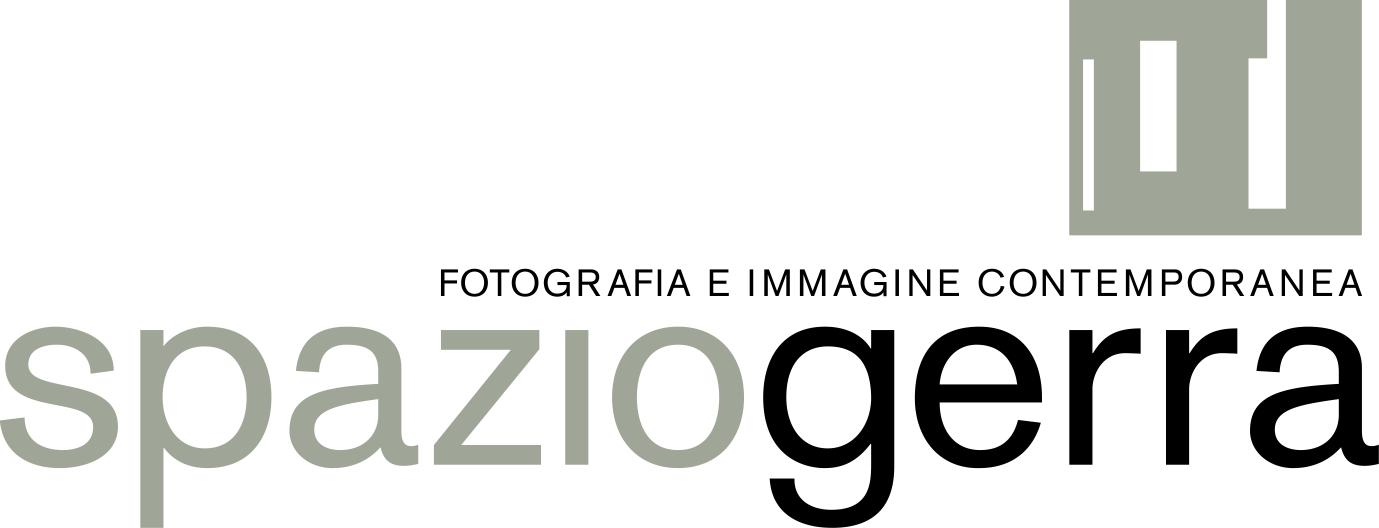 FOTOGRAFIA E IMMAGINE CONTEMPORANEA
spaziogerra